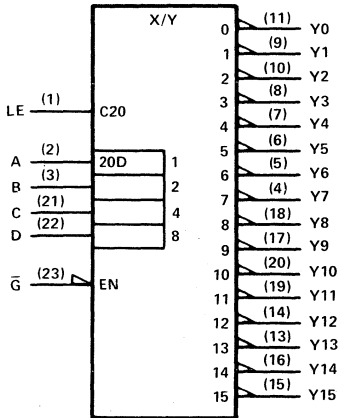 X/Y
0 (11) Y0
1 (9) Y1
2 (10) Y2
3 (8) Y3
LE (1) C20
4 (7) Y4
5 (6) Y5
A (2) 20D 1
6 (5) Y6
B (3) 2
7 (4) Y7
C (21) 4
8 (18) Y8
D (22) 8
9 (17) Y9
10 (20) Y10
G̅ (23) EN
11 (19) Y11
12 (14) Y12
13 (13) Y13
14 (16) Y14
15 (15) Y15